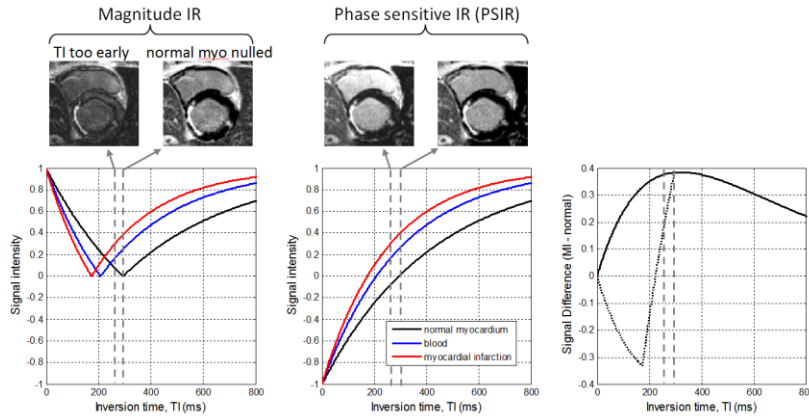 Magnitude IR
Phase sensitive IR (PSIR)
TI too early
normal myo nulled
1
0.8
0.6
0.4
0.2
0
-0.2
-0.4
-0.6
-0.8
-1
Signal intensity
0 200 400 600 800
Inversion time, TI (ms)
1
0.8
0.6
0.4
0.2
0
-0.2
-0.4
-0.6
-0.8
-1
Signal intensity
normal myocardium
blood
myocardial infarction
0 200 400 600 800
Inversion time, TI (ms)
0.4
0.3
0.2
0.1
0
-0.1
-0.2
-0.3
-0.4
Signal Difference (MI - normal)
0 200 400 600 800
Inversion time, TI (ms)